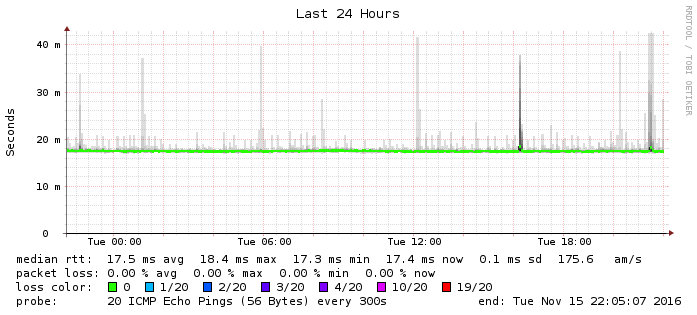 Last 24 Hours
RRDTOOL / TOBI OETIKER
Seconds
40 m
30 m
20 m
10 m
0
Tue 00:00 Tue 06:00 Tue 12:00 Tue 18:00
median rtt: 17.5 ms avg 18.4 ms max 17.3 ms min 17.4 ms now 0.1 ms sd 175.6 am/s
packet loss: 0.00 % avg 0.00 % max 0.00 % min 0.00 % now
loss color: 0 1/20 2/20 3/20 4/20 10/20 19/20
probe: 20 ICMP Echo Pings (56 Bytes) every 300s end: Tue Nov 15 22:05:07 2016